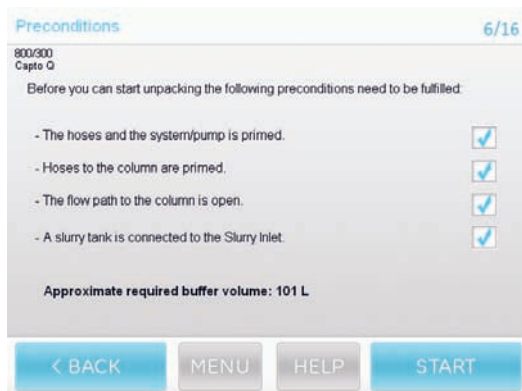 Preconditions 6/16
800/300
Capto Q
Before you can start unpacking the following preconditions need to be fulfilled:
- The hoses and the system/pump is primed.
- Hoses to the column are primed.
- The flow path to the column is open.
- A slurry tank is connected to the Slurry Inlet.
Approximate required buffer volume: 101 L
< BACK MENU HELP START